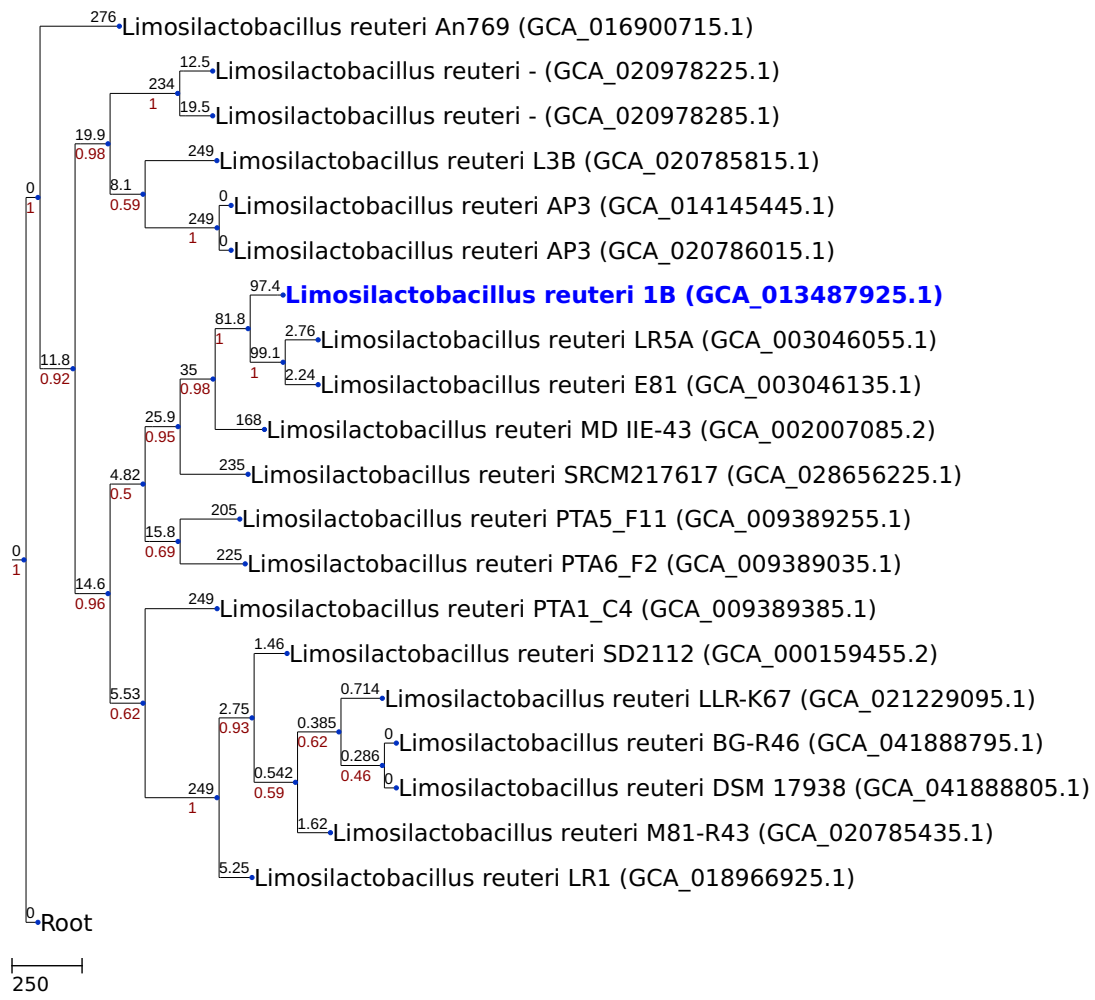 276 Limosilactobacillus reuteri An769 (GCA_016900715.1)
12.5 Limosilactobacillus reuteri - (GCA_020978225.1)
234
1
19.5 Limosilactobacillus reuteri - (GCA_020978285.1)
19.9
0.98
249 Limosilactobacillus reuteri L3B (GCA_020785815.1)
8.1
0.59
0 Limosilactobacillus reuteri AP3 (GCA_014145445.1)
0
1
249
1
0 Limosilactobacillus reuteri AP3 (GCA_020786015.1)
97.4 Limosilactobacillus reuteri 1B (GCA_013487925.1)
81.8
1
2.76 Limosilactobacillus reuteri LR5A (GCA_003046055.1)
99.1
1
11.8
0.92
35
0.98
2.24 Limosilactobacillus reuteri E81 (GCA_003046135.1)
25.9
0.95
168 Limosilactobacillus reuteri MD IIE-43 (GCA_002007085.2)
4.82
0.5
235 Limosilactobacillus reuteri SRCM217617 (GCA_028656225.1)
205 Limosilactobacillus reuteri PTA5_F11 (GCA_009389255.1)
15.8
0.69
0
1
225 Limosilactobacillus reuteri PTA6_F2 (GCA_009389035.1)
14.6
0.96
249 Limosilactobacillus reuteri PTA1_C4 (GCA_009389385.1)
1.46 Limosilactobacillus reuteri SD2112 (GCA_000159455.2)
5.53
0.62
0.714 Limosilactobacillus reuteri LLR-K67 (GCA_021229095.1)
2.75
0.93
0.385
0.62
0 Limosilactobacillus reuteri BG-R46 (GCA_041888795.1)
0.286
0.46
0.542
0.59
0 Limosilactobacillus reuteri DSM 17938 (GCA_041888805.1)
249
1
1.62 Limosilactobacillus reuteri M81-R43 (GCA_020785435.1)
5.25 Limosilactobacillus reuteri LR1 (GCA_018966925.1)
0 Root
250